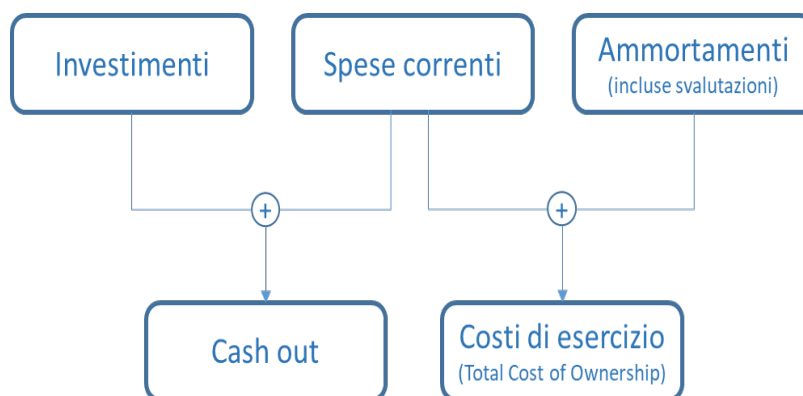 Investimenti
Spese correnti
Ammortamenti
(incluse svalutazioni)
+
+
Cash out
Costi di esercizio
(Total Cost of Ownership)